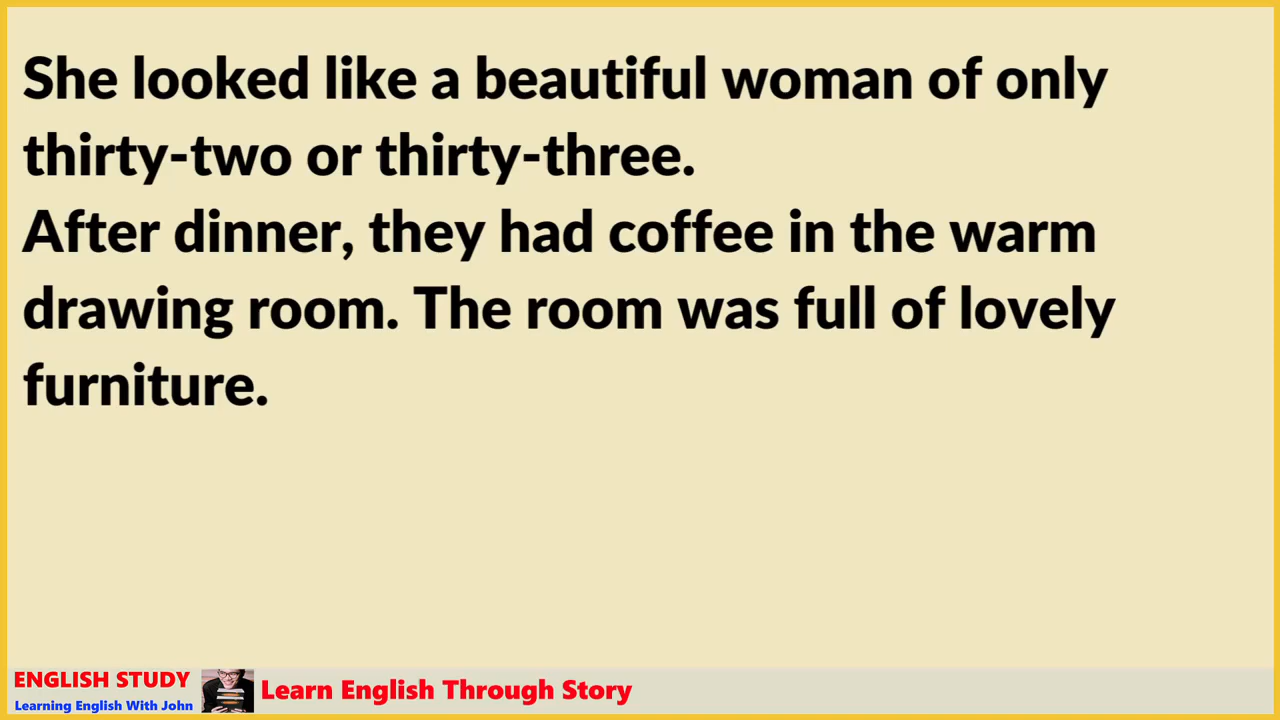 She looked like a beautiful woman of only
thirty-two or thirty-three.
After dinner, they had coffee in the warm
drawing room. The room was full of lovely
furniture.
ENGLISH STUDY
Learning English With John
Learn English Through Story